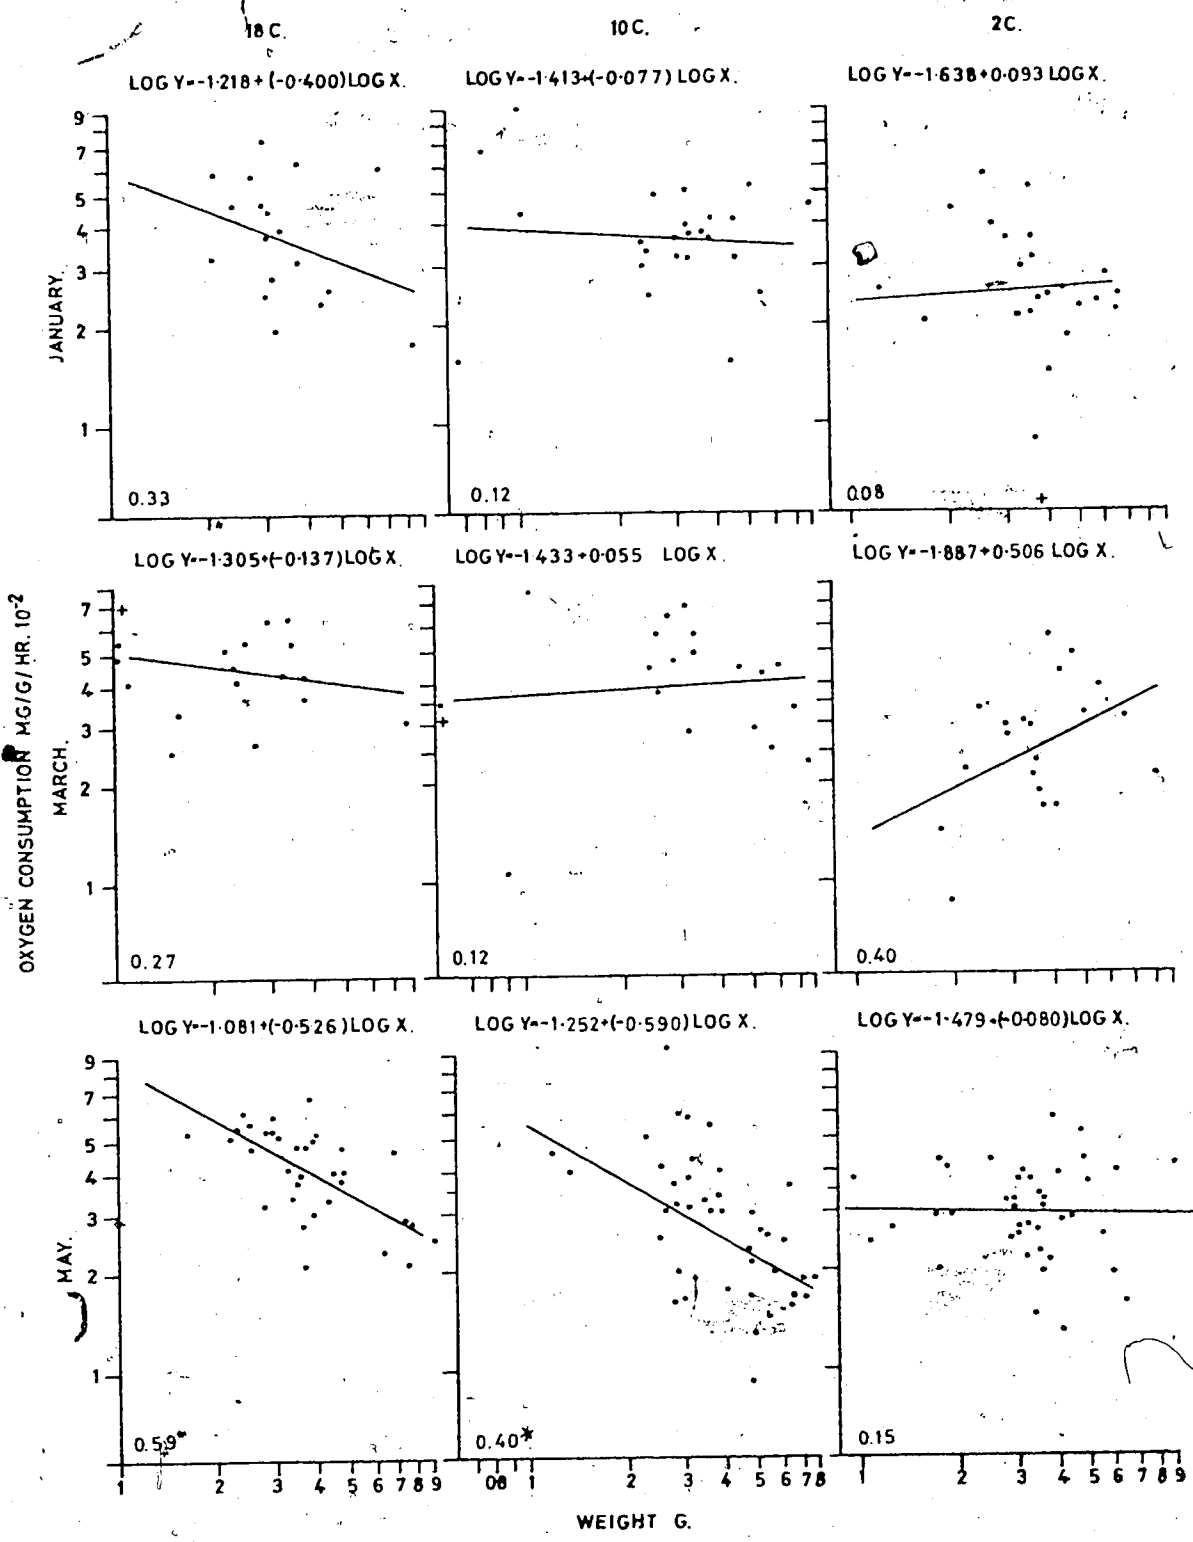 18 C. 10 C. 2 C.
LOG Y=-1·218+(-0·400)LOG X. LOG Y=-1·413+(-0·077) LOG X. LOG Y=-1·638+0·093 LOG X.
9
7
5
4
3
2
1
JANUARY.
0.33 0.12 0.08
LOG Y=-1·305+(-0·137)LOG X. LOG Y=-1·433+0·055 LOG X. LOG Y=-1·887+0·506 LOG X.
7
5
4
3
2
1
OXYGEN CONSUMPTION MG/G/HR.10-2
MARCH.
0.27 0.12 0.40
LOG Y=-1·081+(-0·526)LOG X. LOG Y=-1·252+(-0·590)LOG X. LOG Y=-1·479+(-0·080)LOG X.
9
7
5
4
3
2
1
MAY.
0.59* 0.40* 0.15
1 2 3 4 5 6 7 8 9 0·8 1 2 3 4 5 6 7 8 1 2 3 4 5 6 7 8 9
WEIGHT G.